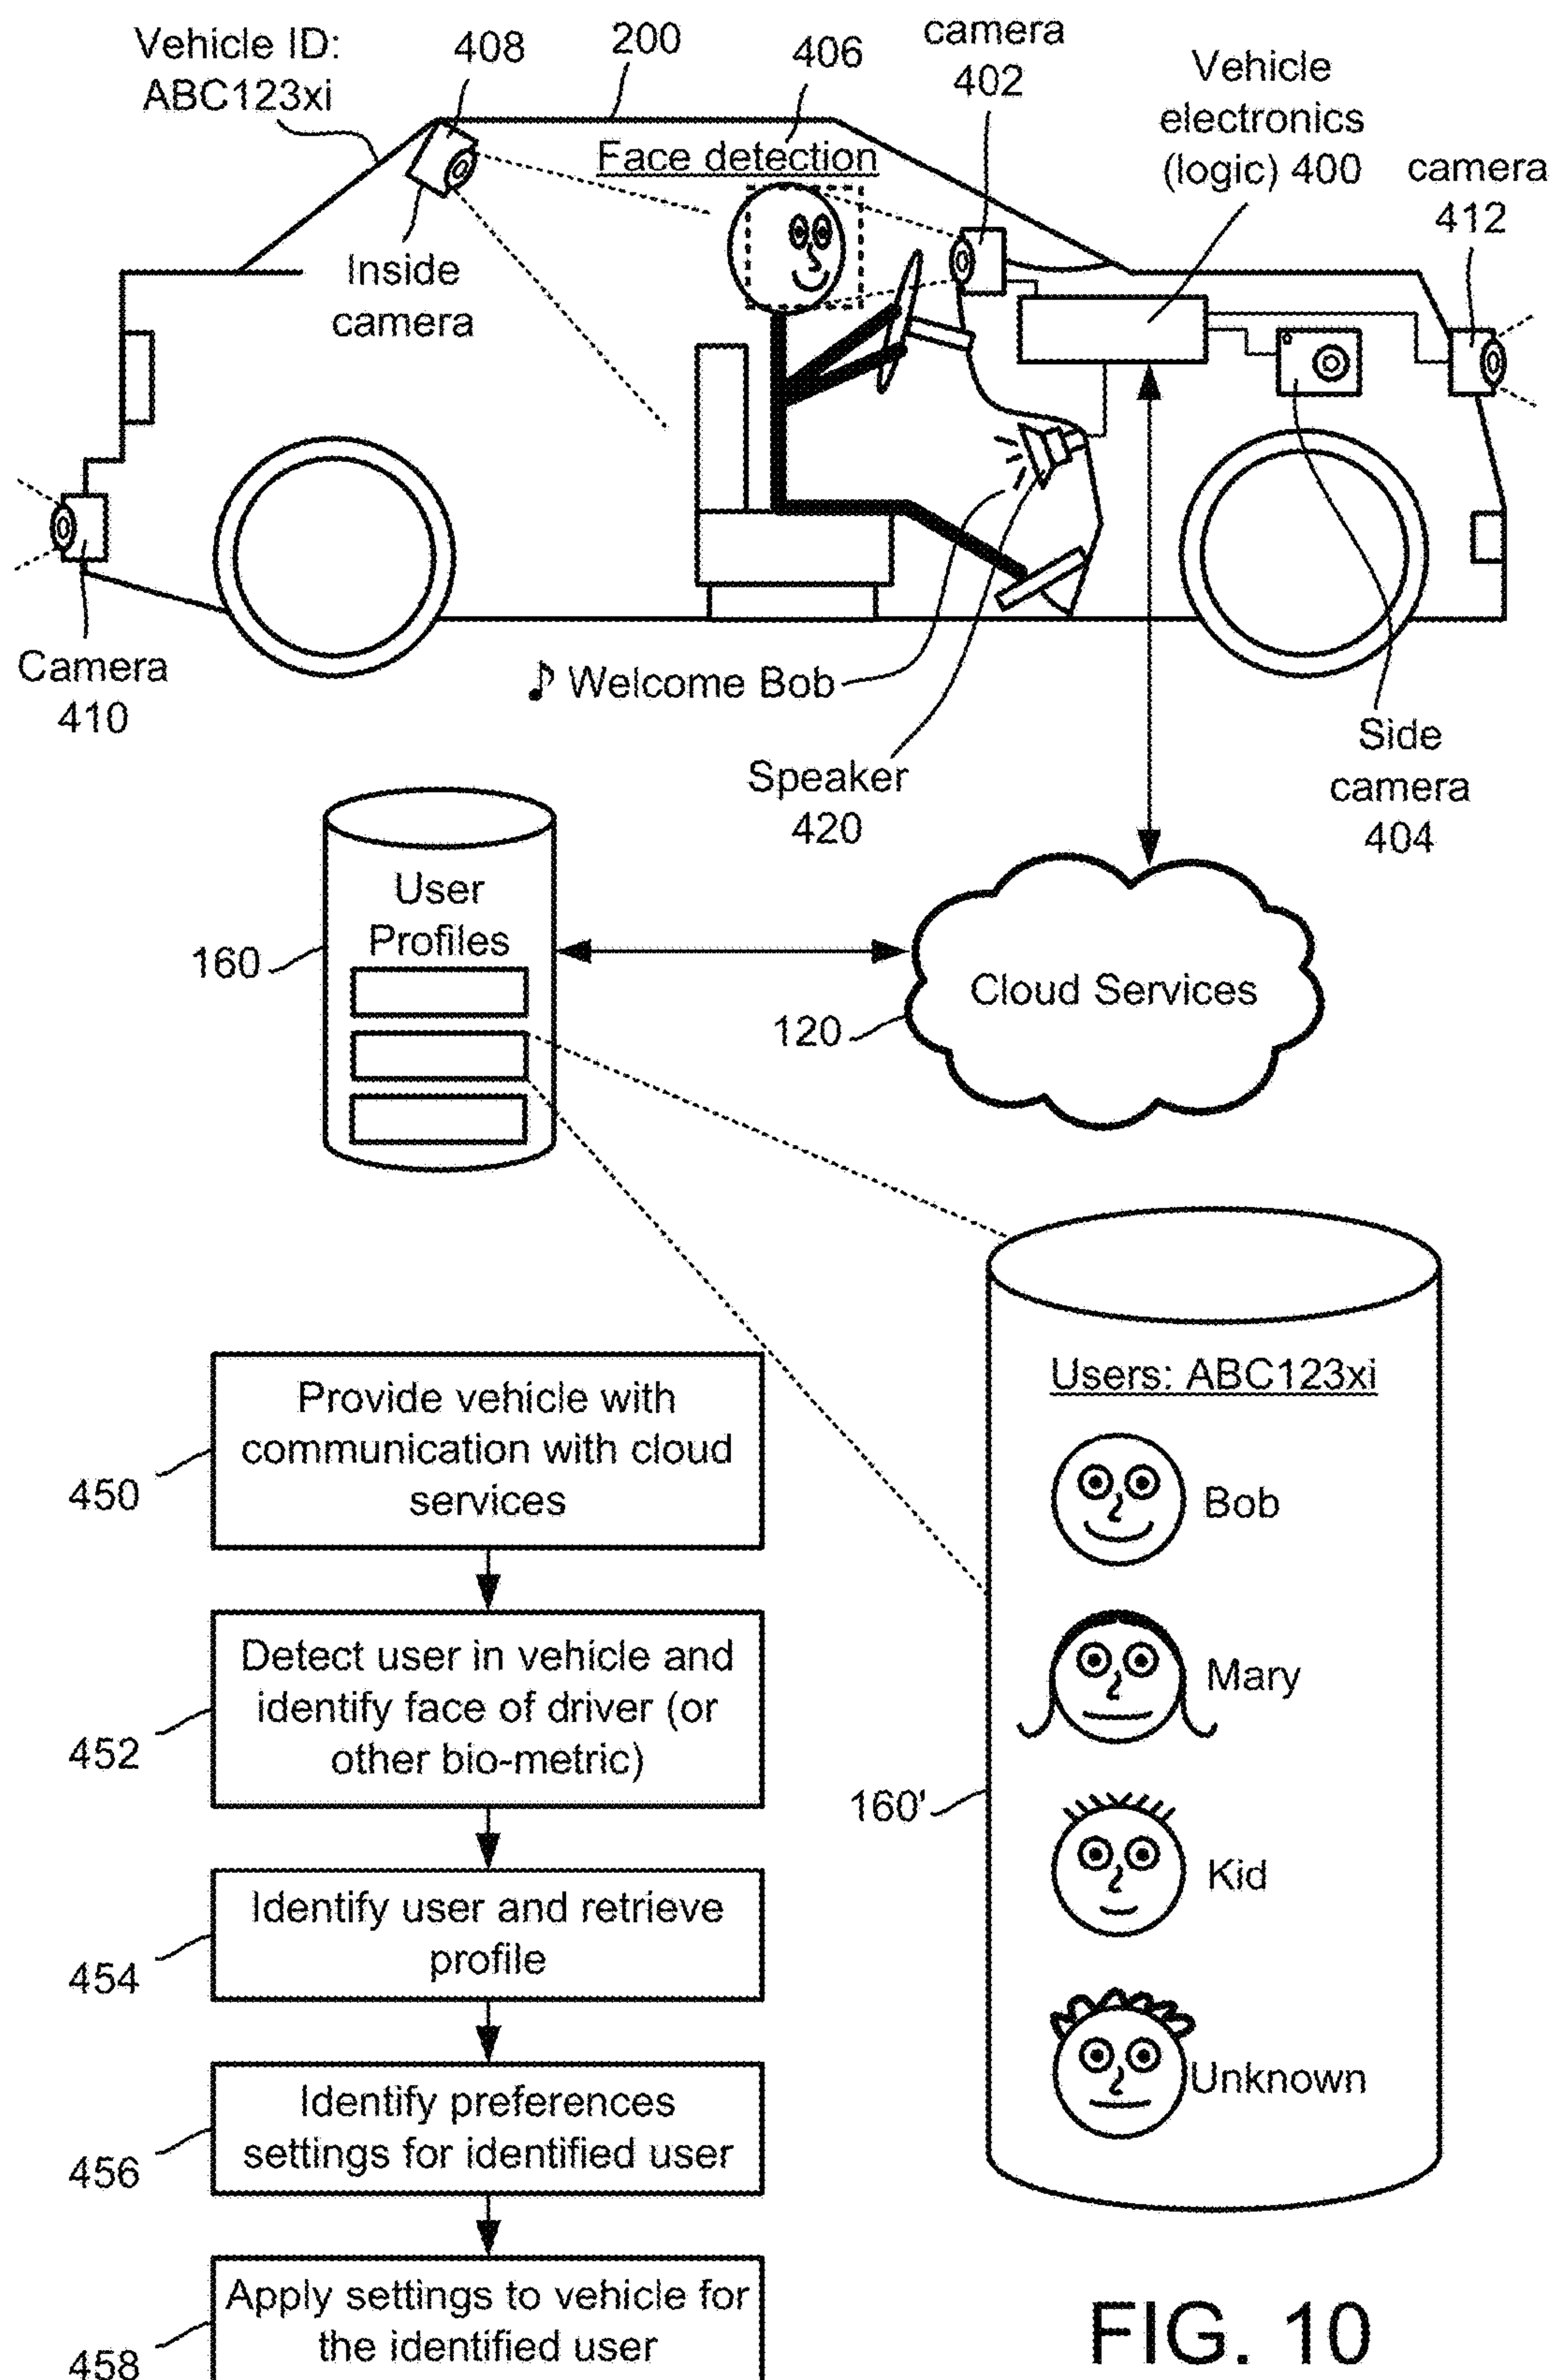 Vehicle ID:
ABC123xi
408
200
406
camera
402
Vehicle
electronics
(logic) 400
camera
412
Face detection
Inside
camera
Camera
410
♪ Welcome Bob
Speaker
420
Side
camera
404
User
Profiles
160
Cloud Services
120
Users: ABC123xi
Bob
Mary
160'
Kid
Unknown
Provide vehicle with
communication with cloud
services
450
Detect user in vehicle and
identify face of driver (or
other bio-metric)
452
Identify user and retrieve
profile
454
Identify preferences
settings for identified user
456
Apply settings to vehicle for
the identified user
458
FIG. 10